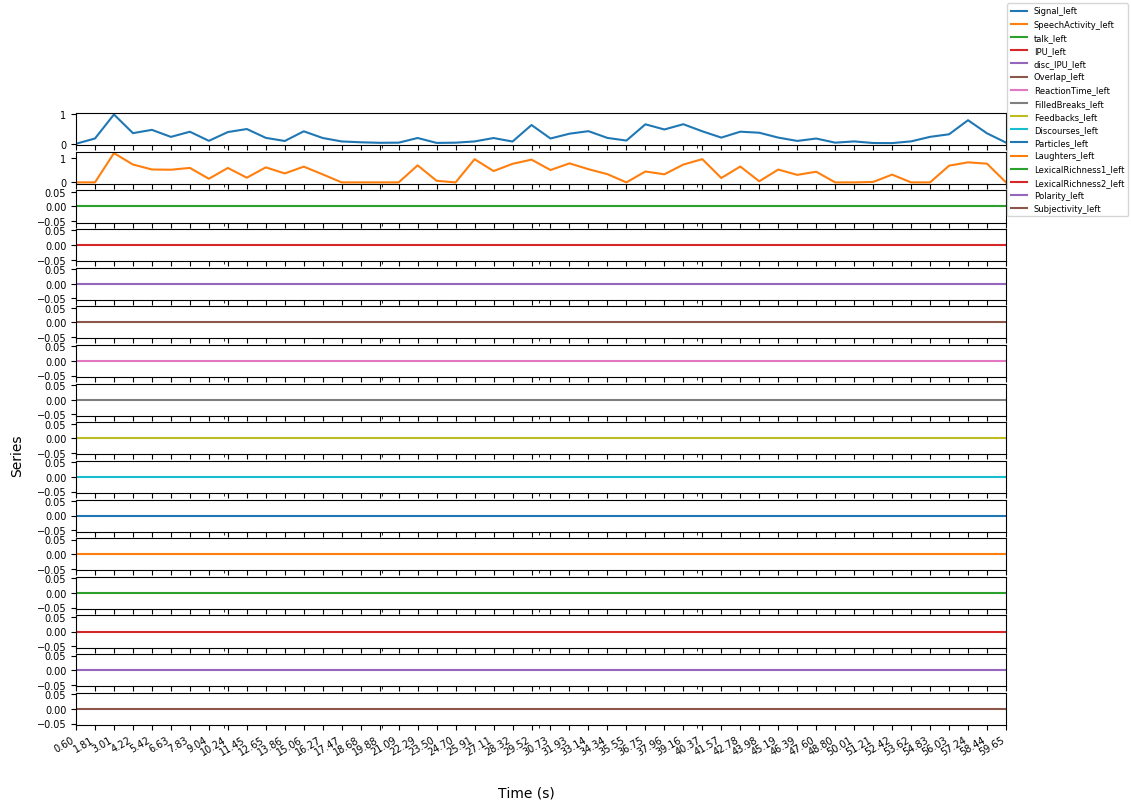 Signal_left
SpeechActivity_left
talk_left
IPU_left
disc_IPU_left
Overlap_left
ReactionTime_left
FilledBreaks_left
Feedbacks_left
Discourses_left
Particles_left
Laughters_left
LexicalRichness1_left
LexicalRichness2_left
Polarity_left
Subjectivity_left
1
0
1
0
0.05
0.00
−0.05
0.05
0.00
−0.05
0.05
0.00
−0.05
0.05
0.00
−0.05
0.05
0.00
−0.05
0.05
0.00
−0.05
0.05
0.00
−0.05
0.05
0.00
−0.05
0.05
0.00
−0.05
0.05
0.00
−0.05
0.05
0.00
−0.05
0.05
0.00
−0.05
0.05
0.00
−0.05
0.05
0.00
−0.05
Series
0.60 1.81 3.01 4.22 5.42 6.63 7.83 9.04 10.24 11.45 12.65 13.86 15.06 16.27 17.47 18.68 19.88 21.09 22.29 23.50 24.70 25.91 27.11 28.32 29.52 30.73 31.93 33.14 34.34 35.55 36.75 37.96 39.16 40.37 41.57 42.78 43.98 45.19 46.39 47.60 48.80 50.01 51.21 52.42 53.62 54.83 56.03 57.24 58.44 59.65
Time (s)